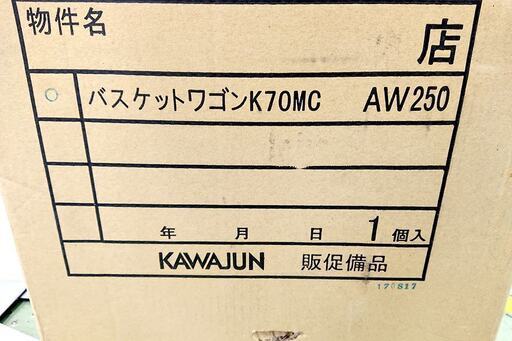 物件名
店
バスケットワゴンK70MC AW250
年 月 日 1個入
KAWAJUN 販促備品
170817